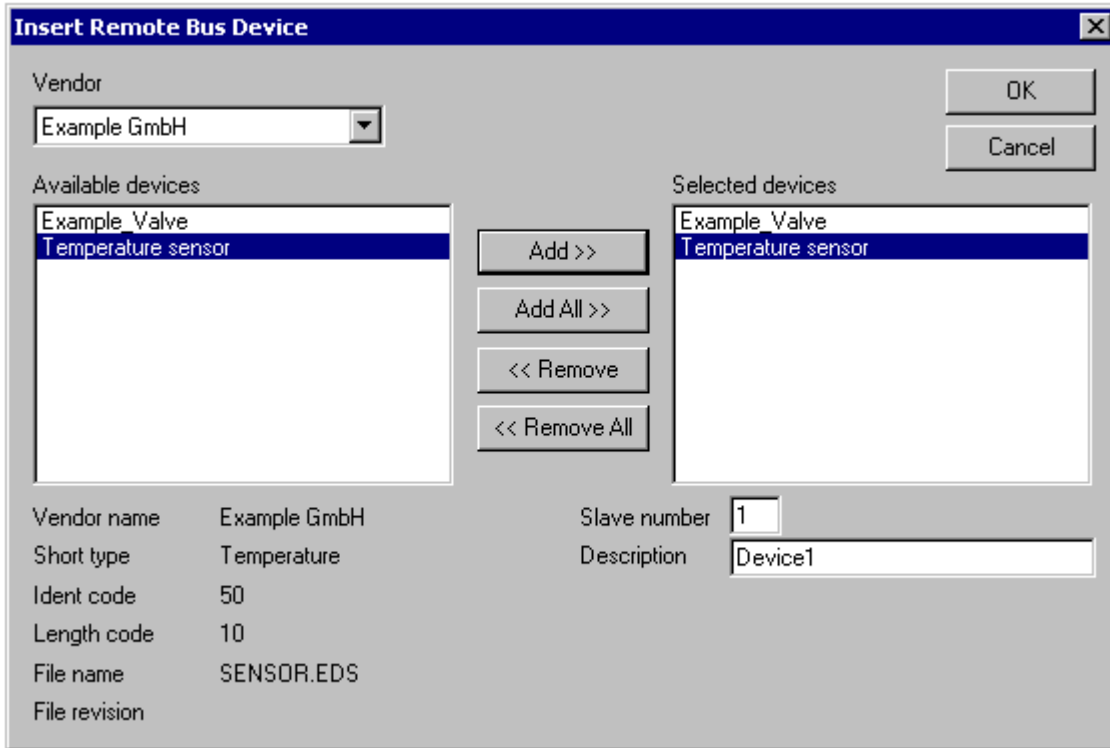 Insert Remote Bus Device
Vendor
OK
Example GmbH
Cancel
Available devices
Selected devices
Example_Valve
Temperature sensor
Example_Valve
Temperature sensor
Add >>
Add All >>
<< Remove
<< Remove All
Vendor name Example GmbH
Short type Temperature
Ident code 50
Length code 10
File name SENSOR.EDS
File revision
Slave number 1
Description Device1